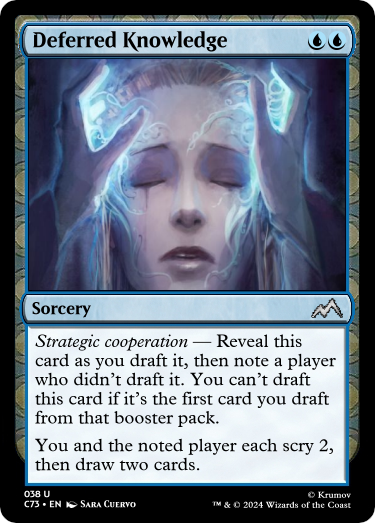 Deferred Knowledge
Sorcery
Strategic cooperation — Reveal this
card as you draft it, then note a player
who didn't draft it. You can't draft
this card if it's the first card you draft
from that booster pack.
You and the noted player each scry 2,
then draw two cards.
038 U
© Krumov
C73 • EN Sara Cuervo
™ & © 2024 Wizards of the Coast